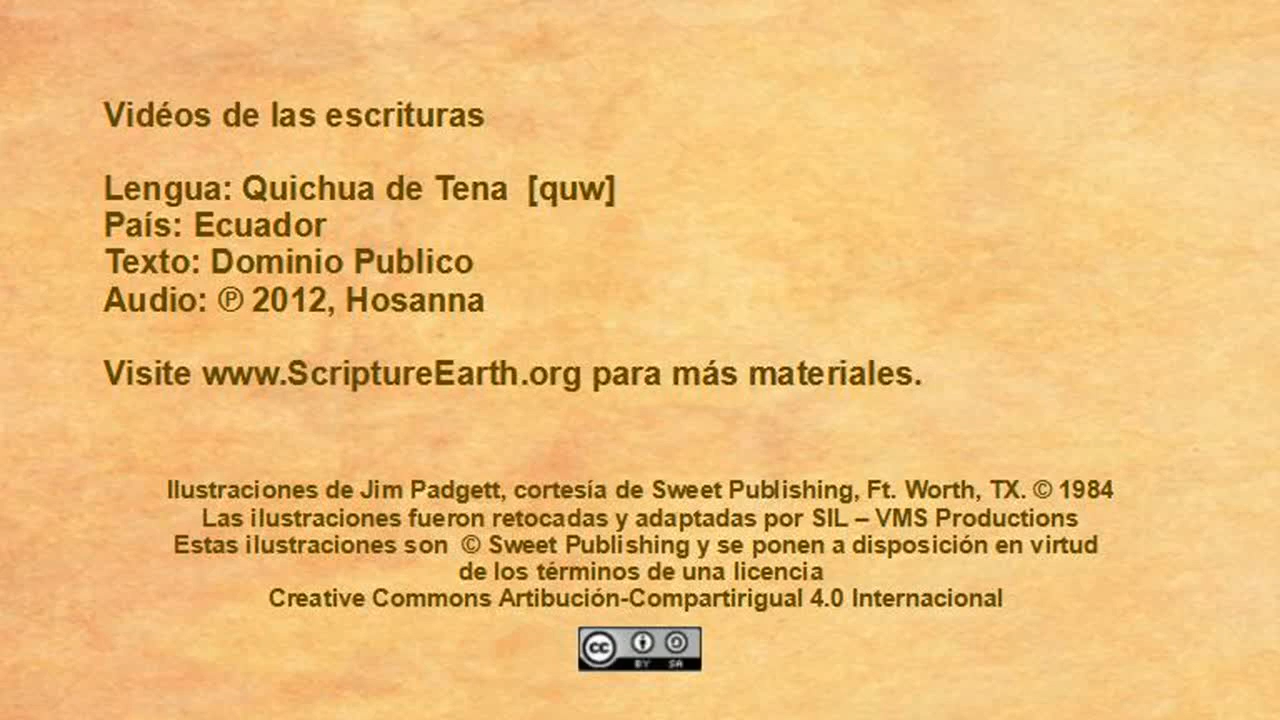 Vidéos de las escrituras
Lengua: Quichua de Tena [quw]
País: Ecuador
Texto: Dominio Publico
Audio: ℗ 2012, Hosanna
Visite www.ScriptureEarth.org para más materiales.
Ilustraciones de Jim Padgett, cortesía de Sweet Publishing, Ft. Worth, TX. © 1984
Las ilustraciones fueron retocadas y adaptadas por SIL – VMS Productions
Estas ilustraciones son © Sweet Publishing y se ponen a disposición en virtud
de los términos de una licencia
Creative Commons Artibución-Compartirigual 4.0 Internacional
cc BY SA